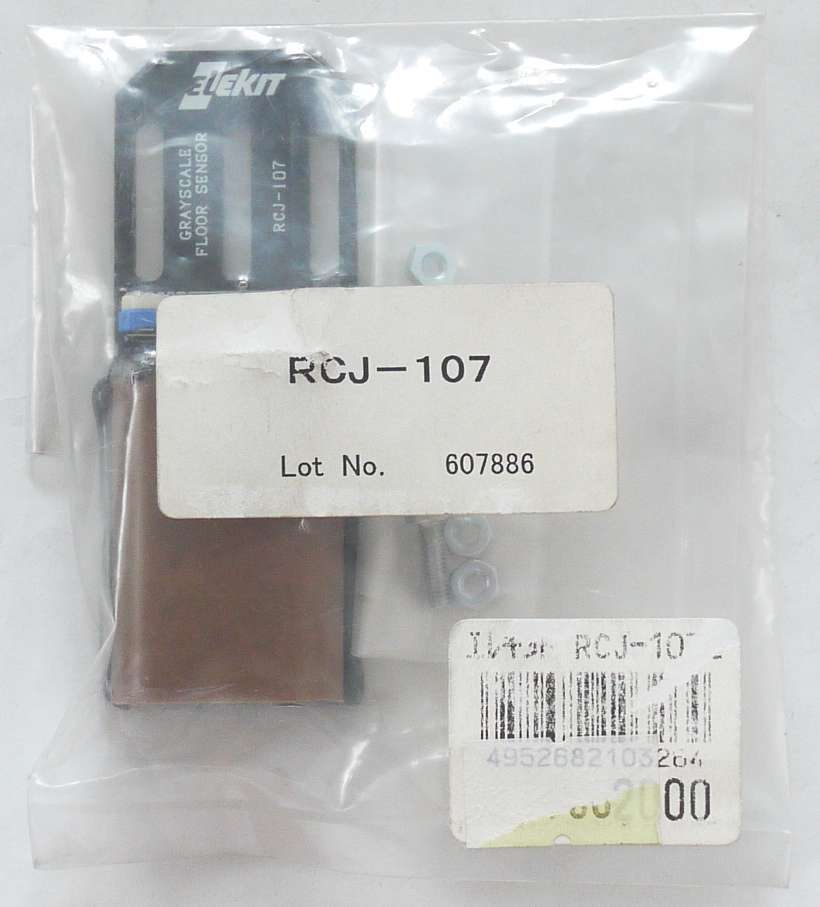 ELEKIT
GRAYSCALE
FLOOR SENSOR
RCJ-107
RCJ-107
Lot No. 607886
エレキット RCJ-107
4952682103264